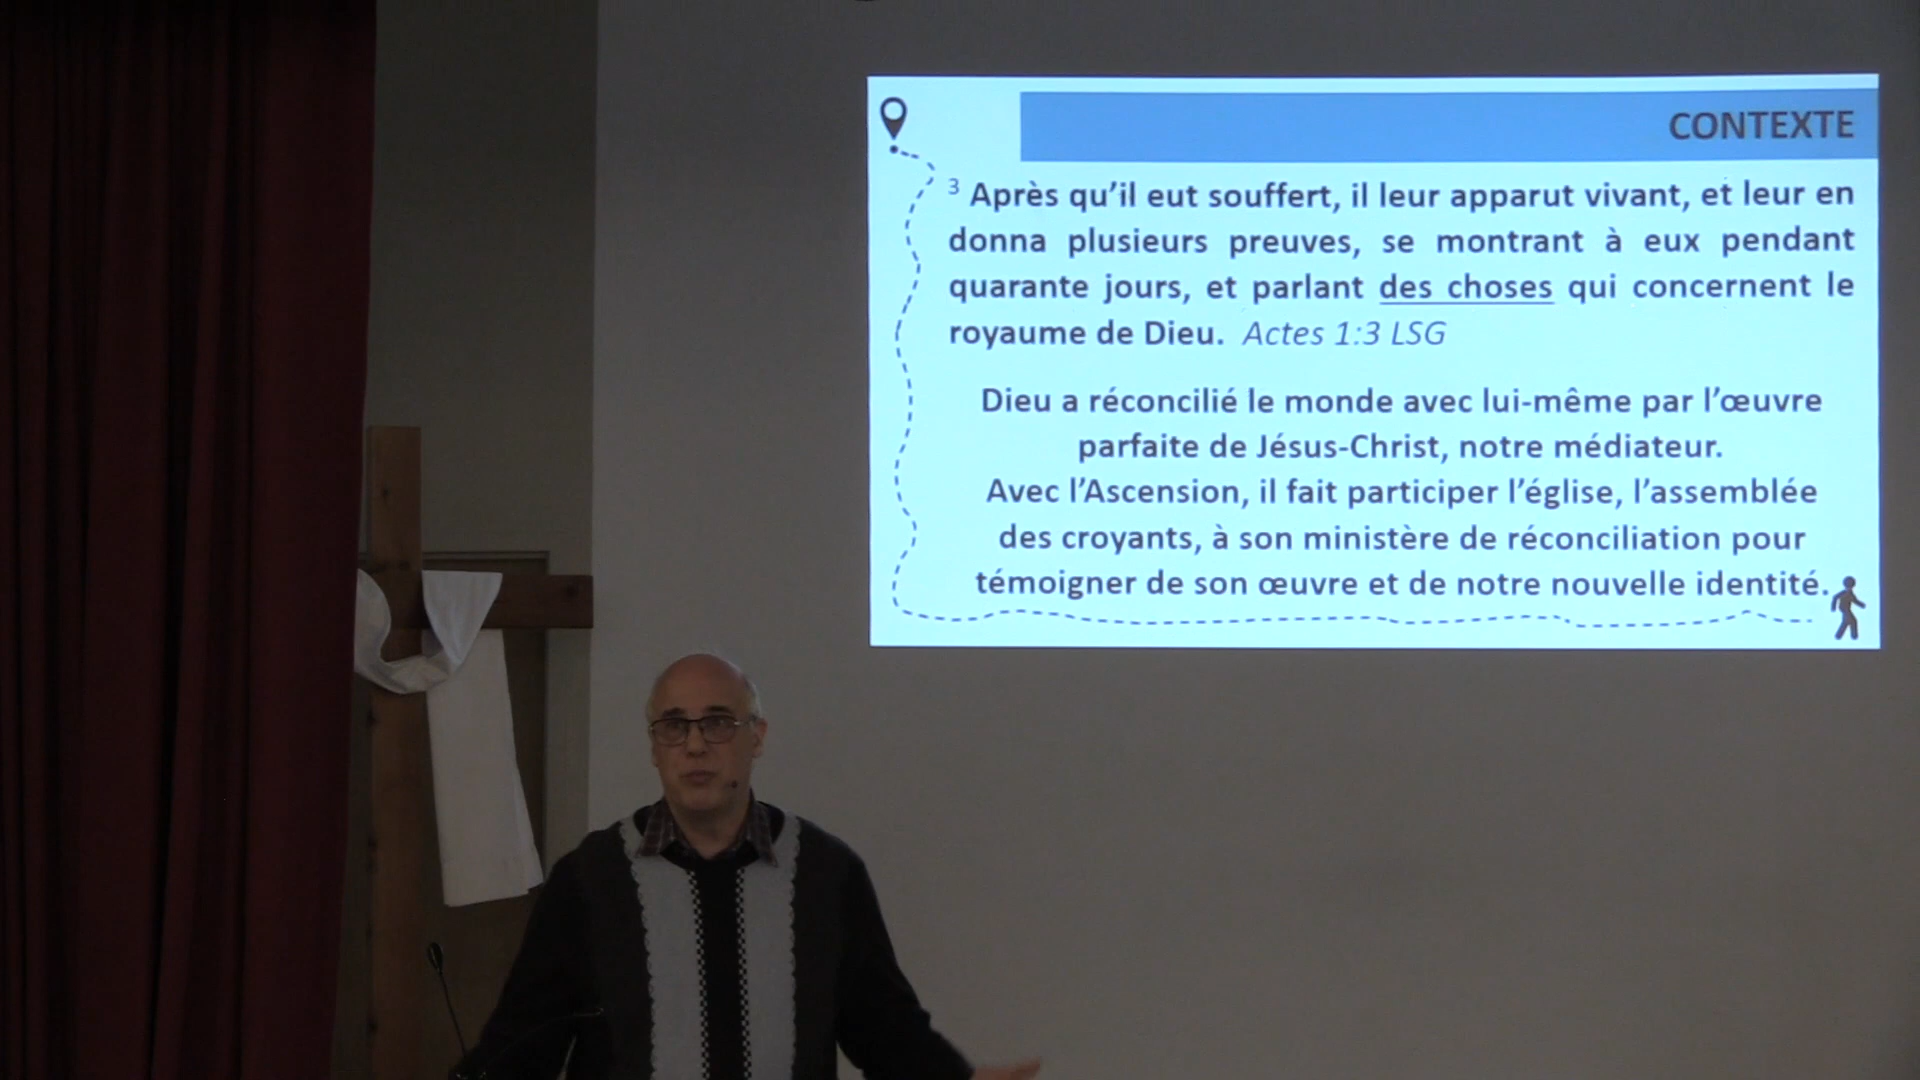 CONTEXTE
³ Après qu’il eut souffert, il leur apparut vivant, et leur en
donna plusieurs preuves, se montrant à eux pendant
quarante jours, et parlant des choses qui concernent le
royaume de Dieu. Actes 1:3 LSG
Dieu a réconcilié le monde avec lui-même par l’œuvre
parfaite de Jésus-Christ, notre médiateur.
Avec l’Ascension, il fait participer l’église, l’assemblée
des croyants, à son ministère de réconciliation pour
témoigner de son œuvre et de notre nouvelle identité.